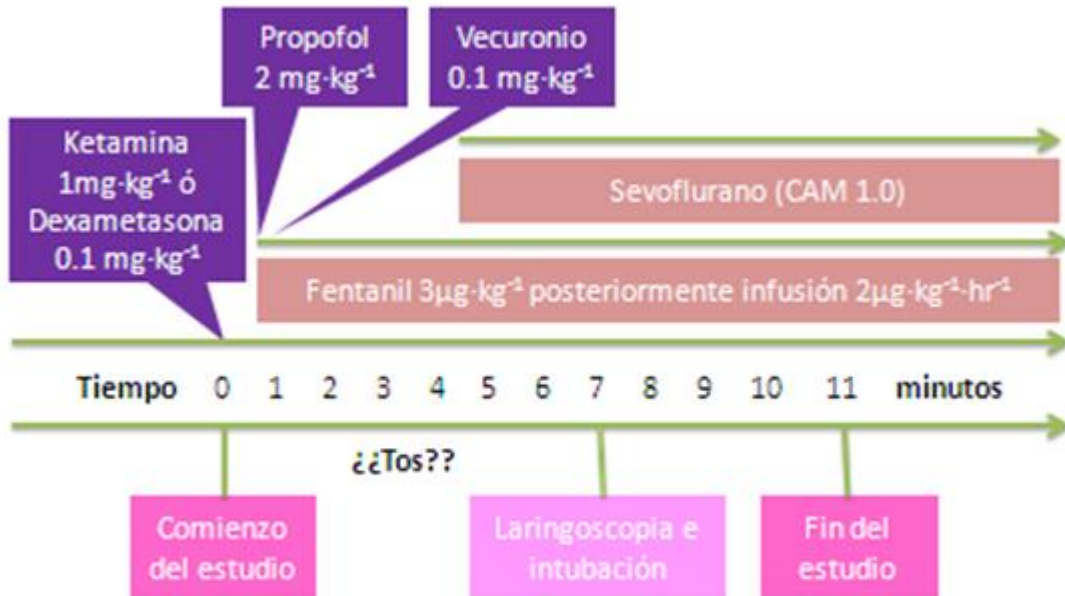 Propofol
2 mg·kg⁻¹
Vecuronio
0.1 mg·kg⁻¹
Ketamina
1mg·kg⁻¹ ó
Dexametasona
0.1 mg·kg⁻¹
Sevoflurano (CAM 1.0)
Fentanil 3µg·kg⁻¹ posteriormente infusión 2µg·kg⁻¹·hr⁻¹
Tiempo 0 1 2 3 4 5 6 7 8 9 10 11 minutos
¿¿Tos??
Comienzo
del estudio
Laringoscopia e
intubación
Fin del
estudio